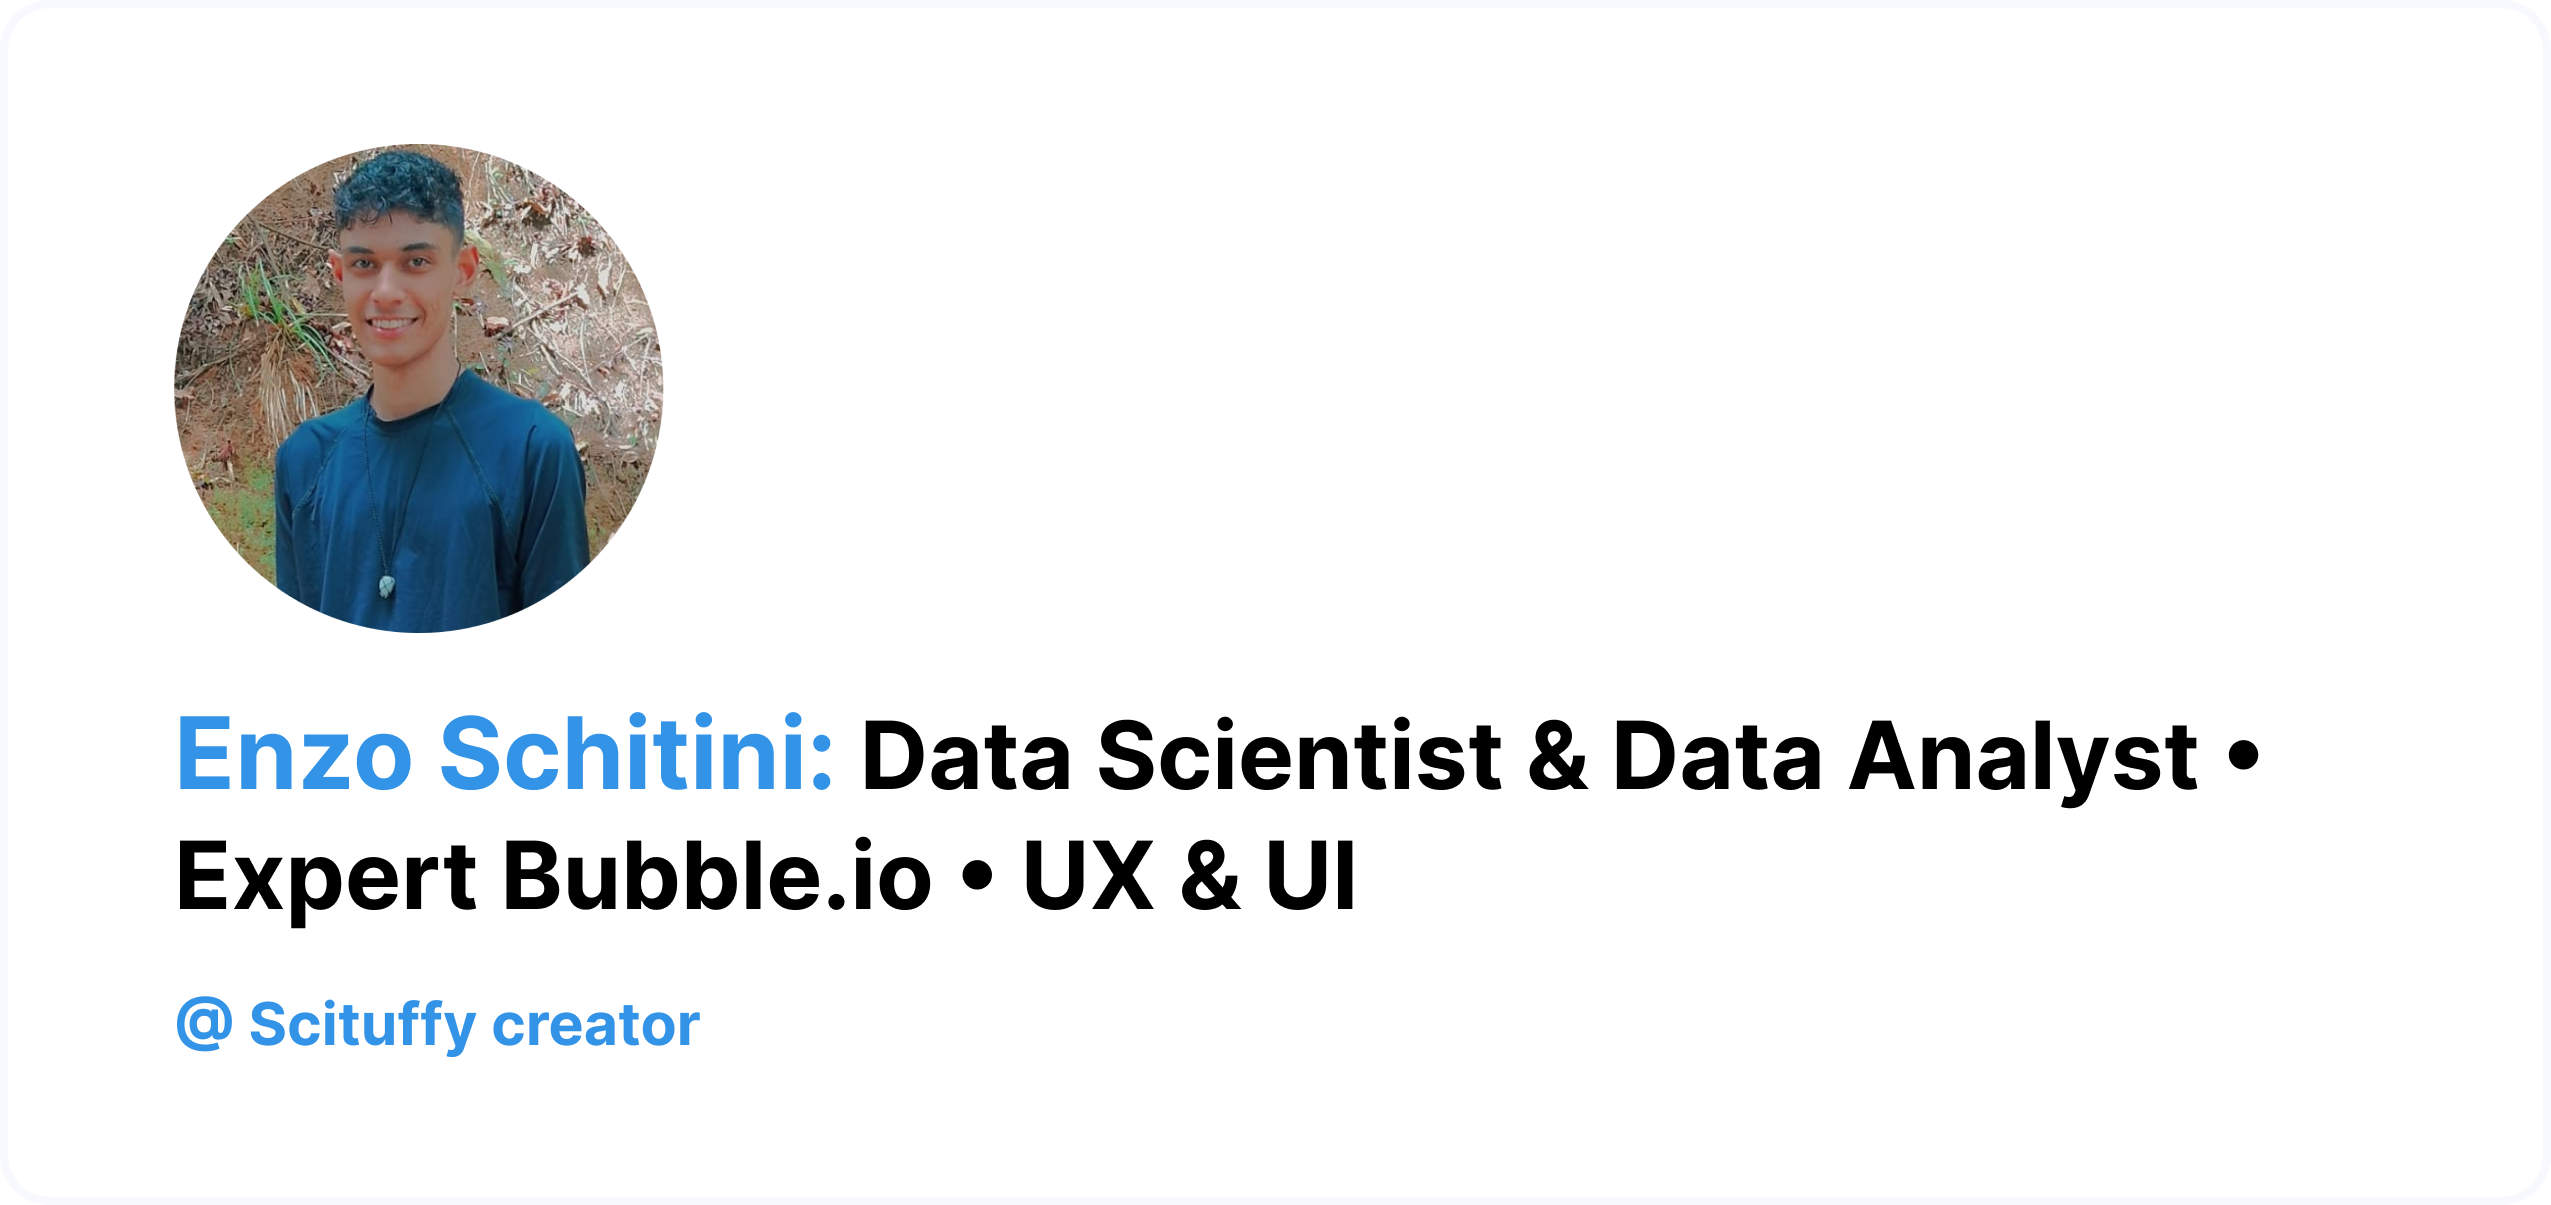 Enzo Schitini: Data Scientist & Data Analyst •
Expert Bubble.io • UX & UI
@ Scituffy creator